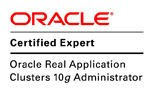 ORACLE®
Certified Expert
Oracle Real Application
Clusters 10g Administrator